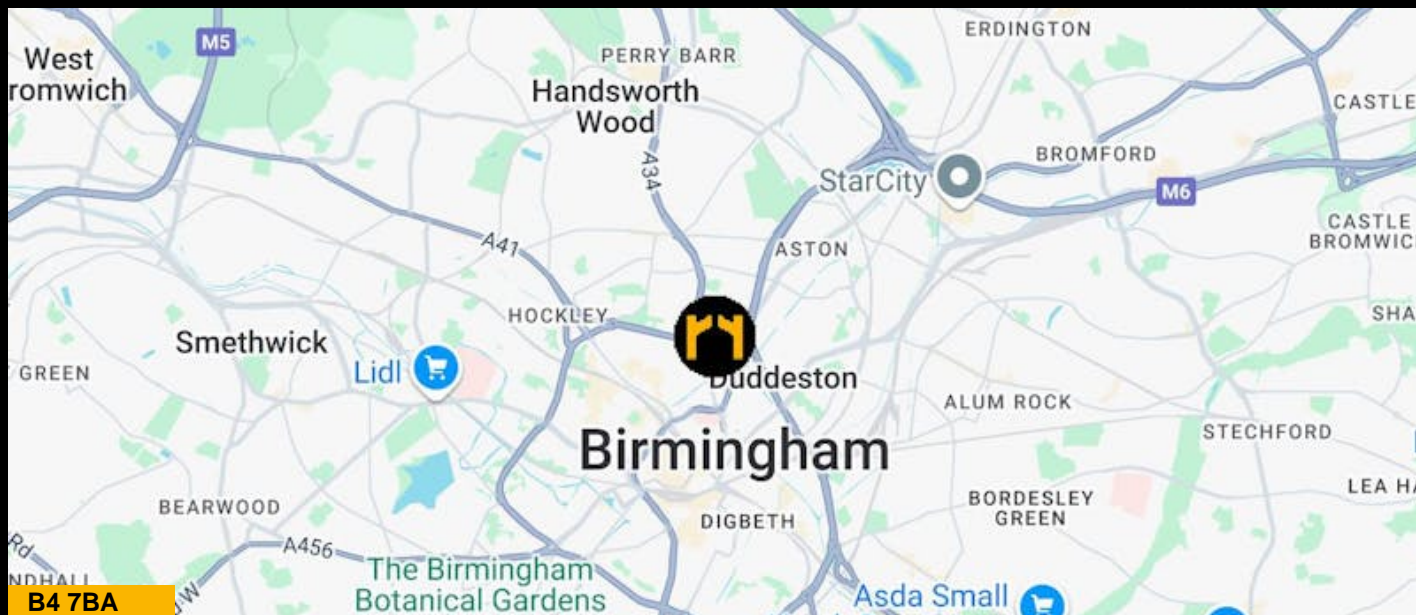 ERDINGTON
M5
West
romwich
PERRY BARR
Handsworth
Wood
CASTLE
A34
BROMFORD
StarCity
M6
CASTLE
BROMWIC
A41
ASTON
HOCKLEY
SHA
Smethwick
Lidl
GREEN
Duddeston
ALUM ROCK
Birmingham
STECHFORD
LEA HA
BEARWOOD
BORDESLEY
GREEN
DIGBETH
Rd
A456
The Birmingham
Botanical Gardens
Asda Small
B4 7BA